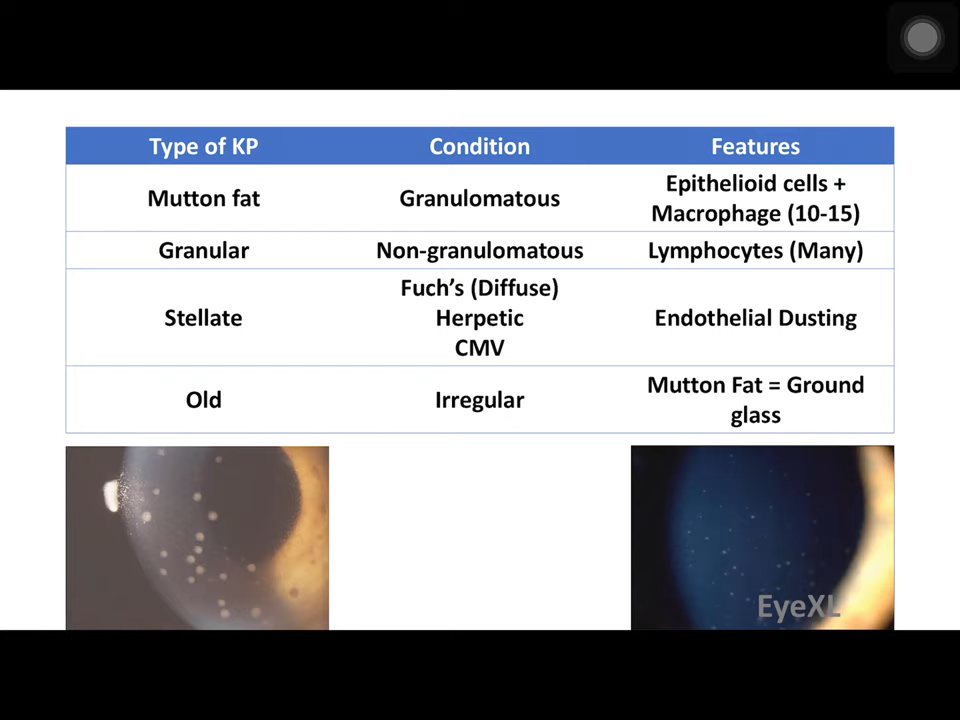 Type of KP Condition Features
Mutton fat Granulomatous Epithelioid cells +
Macrophage (10-15)
Granular Non-granulomatous Lymphocytes (Many)
Stellate Fuch's (Diffuse)
Herpetic
CMV Endothelial Dusting
Old Irregular Mutton Fat = Ground
glass
EyeXL